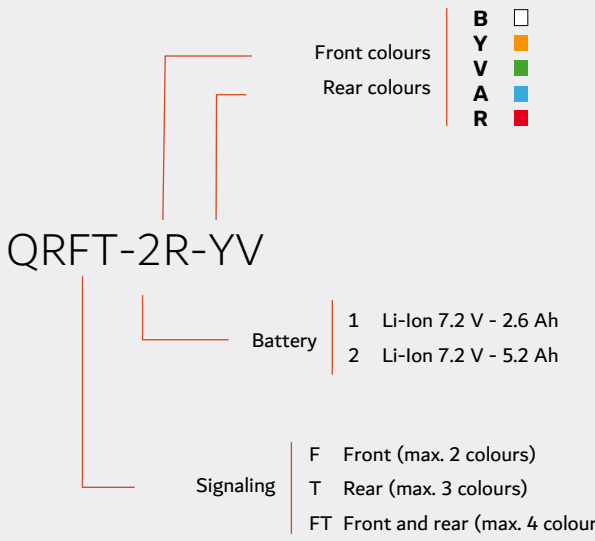 Front colours
Rear colours
B
Y
V
A
R
QRFT-2R-YV
Battery
1 Li-Ion 7.2 V - 2.6 Ah
2 Li-Ion 7.2 V - 5.2 Ah
Signaling
F Front (max. 2 colours)
T Rear (max. 3 colours)
FT Front and rear (max. 4 colour